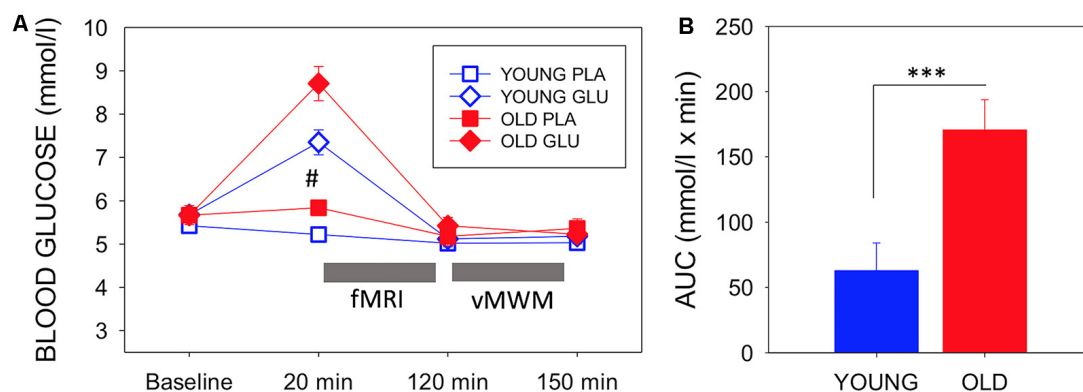 A
BLOOD GLUCOSE (mmol/l)
10
9
8
7
6
5
4
3
YOUNG PLA
YOUNG GLU
OLD PLA
OLD GLU
#
fMRI
vMWM
Baseline
20 min
120 min
150 min
B
AUC (mmol/l x min)
250
200
150
100
50
0
***
YOUNG
OLD